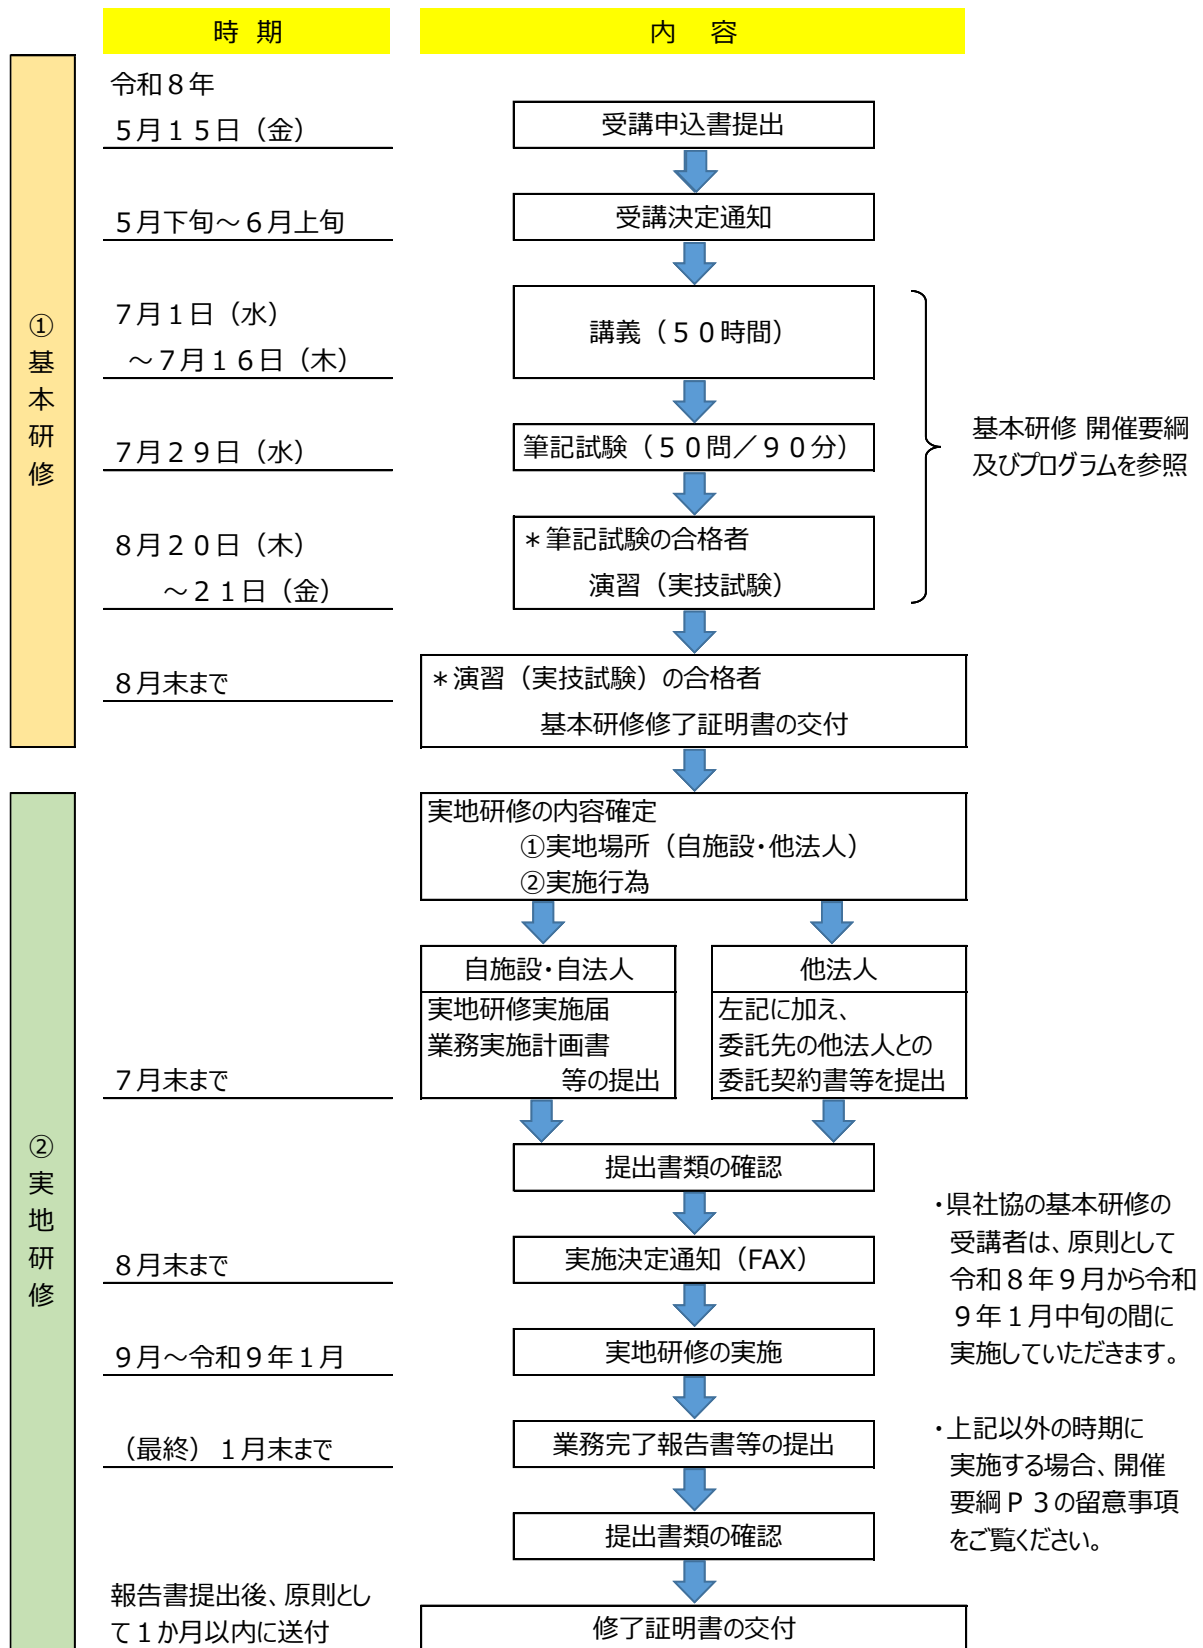 時 期
内 容
①基本研修
令和８年
５月１５日（金）
受講申込書提出
５月下旬～６月上旬
受講決定通知
７月１日（水）
～７月１６日（木）
講義（５０時間）
７月２９日（水）
筆記試験（５０問／９０分）
基本研修 開催要綱
及びプログラムを参照
８月２０日（木）
～２１日（金）
＊筆記試験の合格者
演習（実技試験）
８月末まで
＊演習（実技試験）の合格者
基本研修修了証明書の交付
②実地研修
実地研修の内容確定
①実地場所（自施設・他法人）
②実施行為
自施設・自法人
実地研修実施届
業務実施計画書
等の提出
他法人
左記に加え、
委託先の他法人との
委託契約書等を提出
７月末まで
提出書類の確認
８月末まで
実施決定通知（FAX）
９月～令和９年１月
実地研修の実施
・県社協の基本研修の
受講者は、原則として
令和８年９月から令和
９年１月中旬の間に
実施していただきます。
（最終）１月末まで
業務完了報告書等の提出
・上記以外の時期に
実施する場合、開催
要綱Ｐ３の留意事項
をご覧ください。
提出書類の確認
報告書提出後、原則とし
て１か月以内に送付
修了証明書の交付